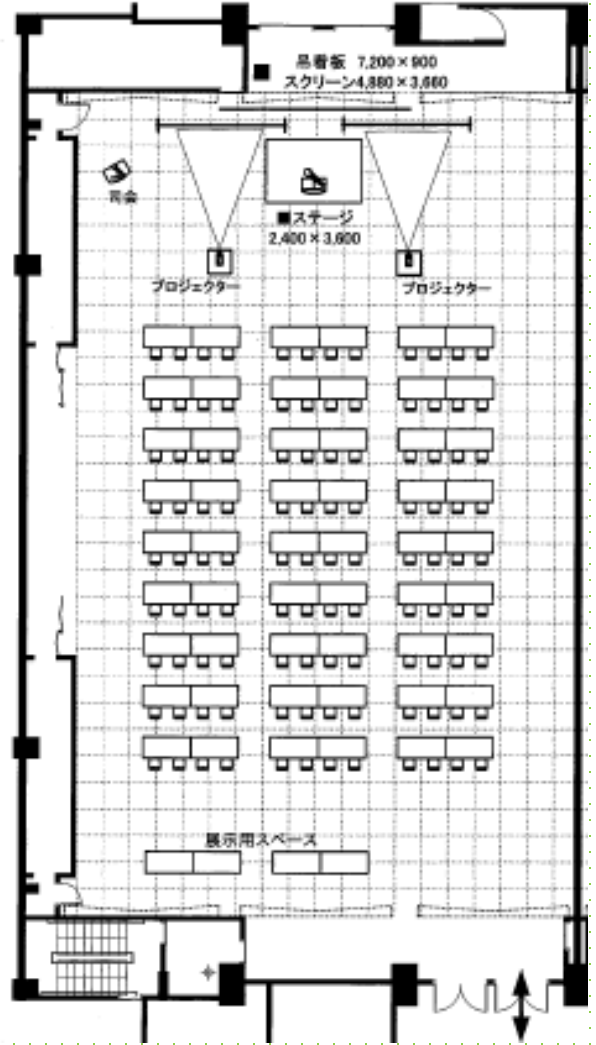 吊看板 7,200×900
スクリーン4,880×3,660
司会
■ステージ
2,400×3,600
プロジェクター
プロジェクター
展示用スペース